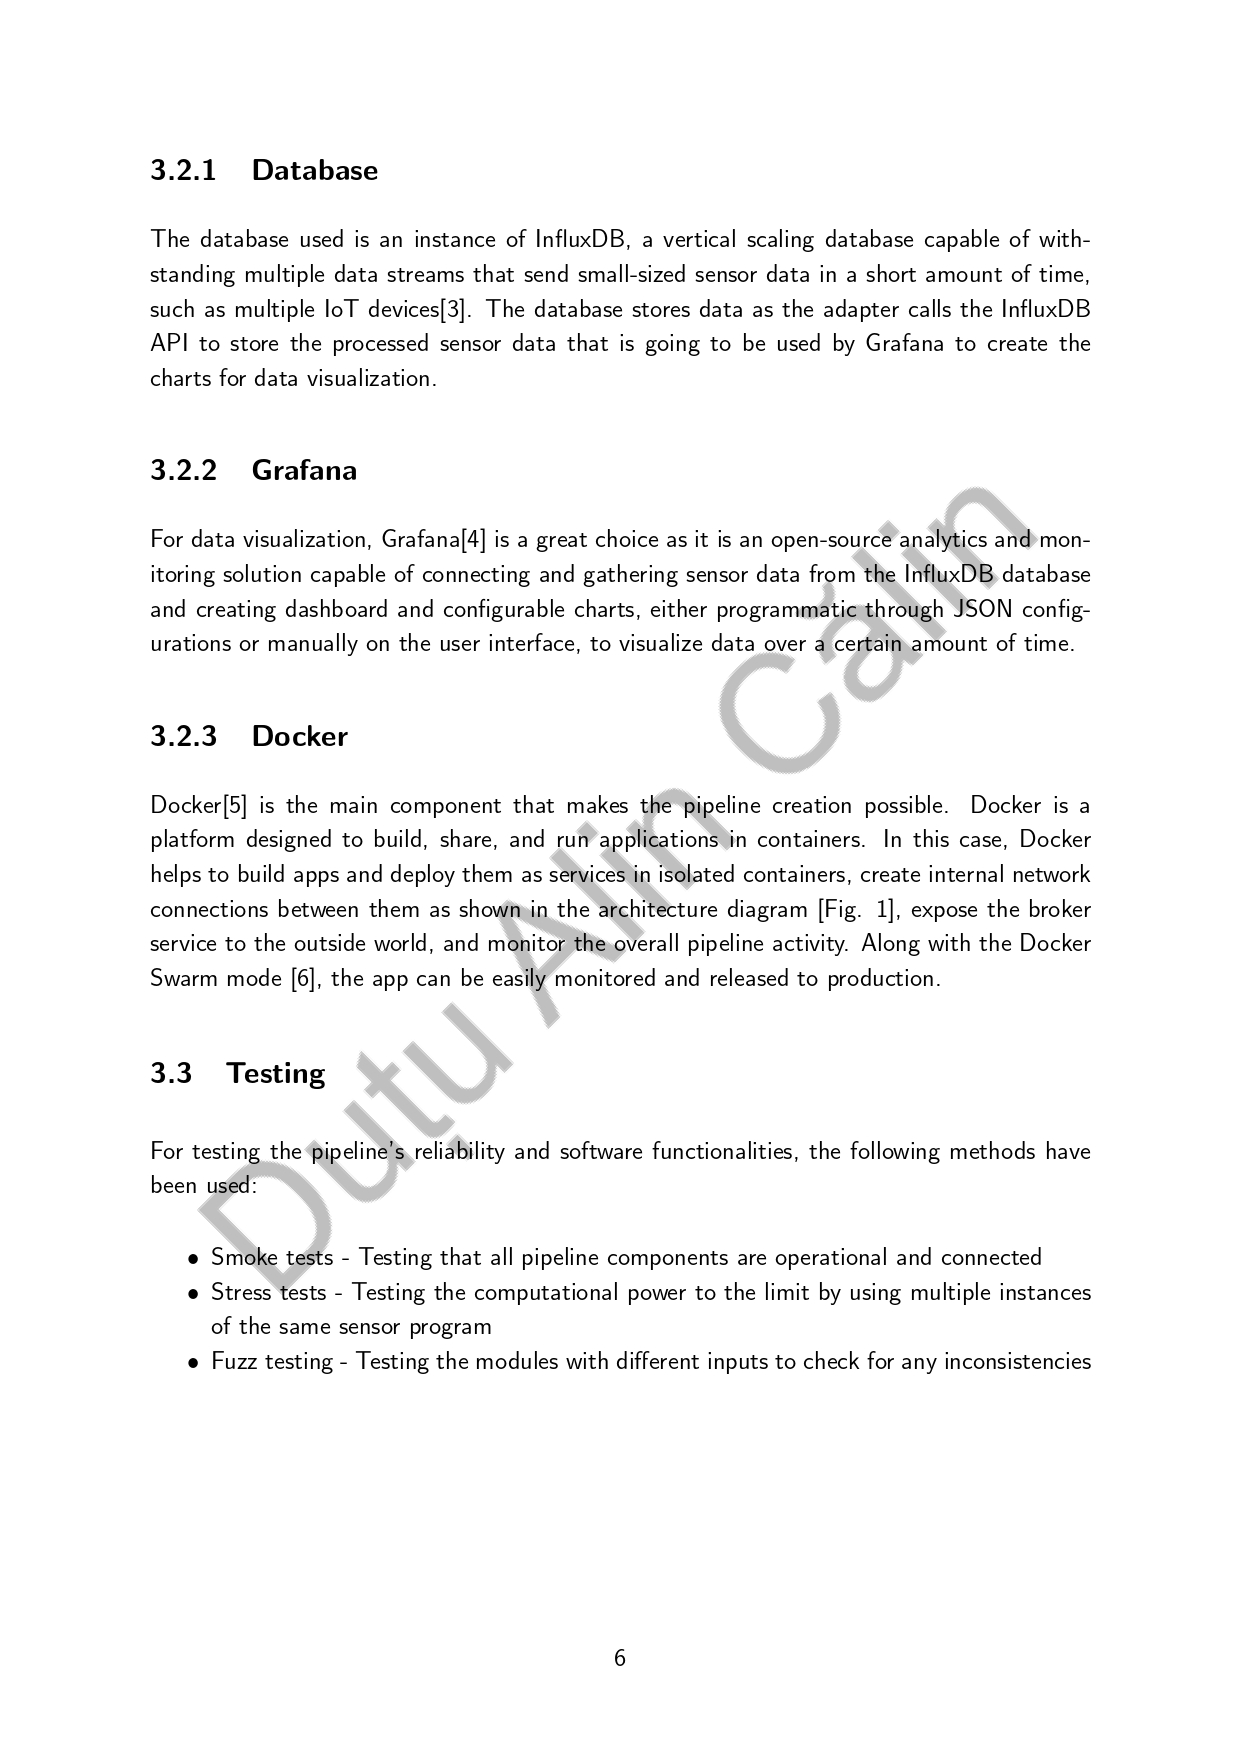 3.2.1 Database
The database used is an instance of InfluxDB, a vertical scaling database capable of with-
standing multiple data streams that send small-sized sensor data in a short amount of time,
such as multiple IoT devices[3]. The database stores data as the adapter calls the InfluxDB
API to store the processed sensor data that is going to be used by Grafana to create the
charts for data visualization.
3.2.2 Grafana
For data visualization, Grafana[4] is a great choice as it is an open-source analytics and mon-
itoring solution capable of connecting and gathering sensor data from the InfluxDB database
and creating dashboard and configurable charts, either programmatic through JSON config-
urations or manually on the user interface, to visualize data over a certain amount of time.
3.2.3 Docker
Docker[5] is the main component that makes the pipeline creation possible. Docker is a
platform designed to build, share, and run applications in containers. In this case, Docker
helps to build apps and deploy them as services in isolated containers, create internal network
connections between them as shown in the architecture diagram [Fig. 1], expose the broker
service to the outside world, and monitor the overall pipeline activity. Along with the Docker
Swarm mode [6], the app can be easily monitored and released to production.
3.3 Testing
For testing the pipeline's reliability and software functionalities, the following methods have
been used:
• Smoke tests - Testing that all pipeline components are operational and connected
• Stress tests - Testing the computational power to the limit by using multiple instances
of the same sensor program
• Fuzz testing - Testing the modules with different inputs to check for any inconsistencies
6
Duțu Alin Călin